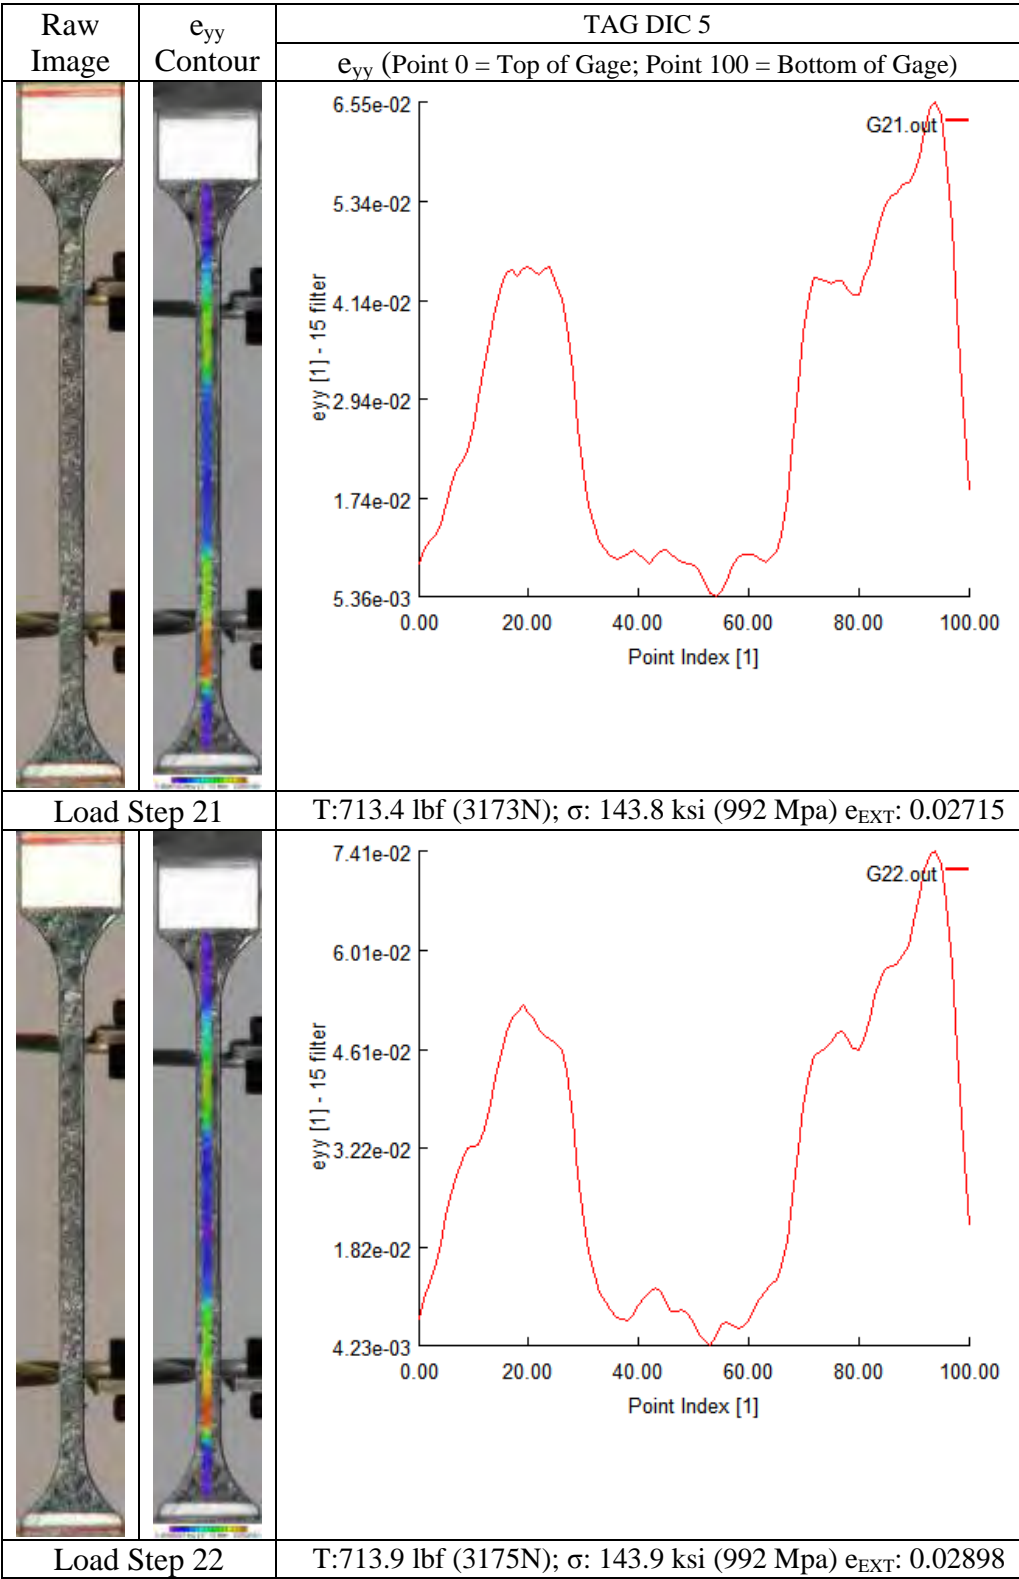 Raw Image
e_yy Contour
TAG DIC 5
e_yy (Point 0 = Top of Gage; Point 100 = Bottom of Gage)
6.55e-02
G21.out
5.34e-02
4.14e-02
2.94e-02
1.74e-02
5.36e-03
eyy [1] - 15 filter
0.00 20.00 40.00 60.00 80.00 100.00
Point Index [1]
Load Step 21
T:713.4 lbf (3173N); σ: 143.8 ksi (992 Mpa) e_EXT: 0.02715
7.41e-02
G22.out
6.01e-02
4.61e-02
3.22e-02
1.82e-02
4.23e-03
eyy [1] - 15 filter
0.00 20.00 40.00 60.00 80.00 100.00
Point Index [1]
Load Step 22
T:713.9 lbf (3175N); σ: 143.9 ksi (992 Mpa) e_EXT: 0.02898